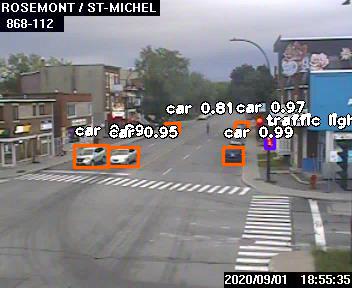 ROSEMONT / ST-MICHEL
868-112
car 0.81
car 0.97
car 0.95
car 0.99
traffic ligh
2020/09/01 18:55:35